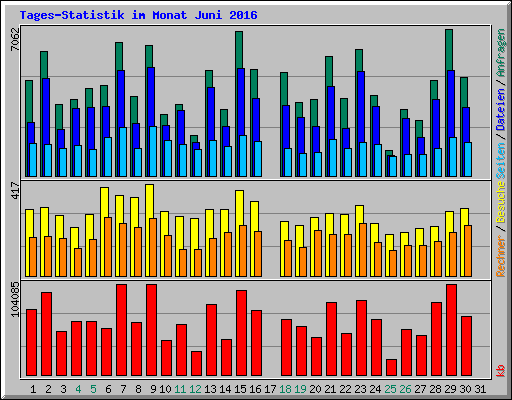 Tages-Statistik im Monat Juni 2016
7062
417
104085
Rechner / Besuche Seiten / Dateien / Anfragen
kb
1 2 3 4 5 6 7 8 9 10 11 12 13 14 15 16 17 18 19 20 21 22 23 24 25 26 27 28 29 30 31